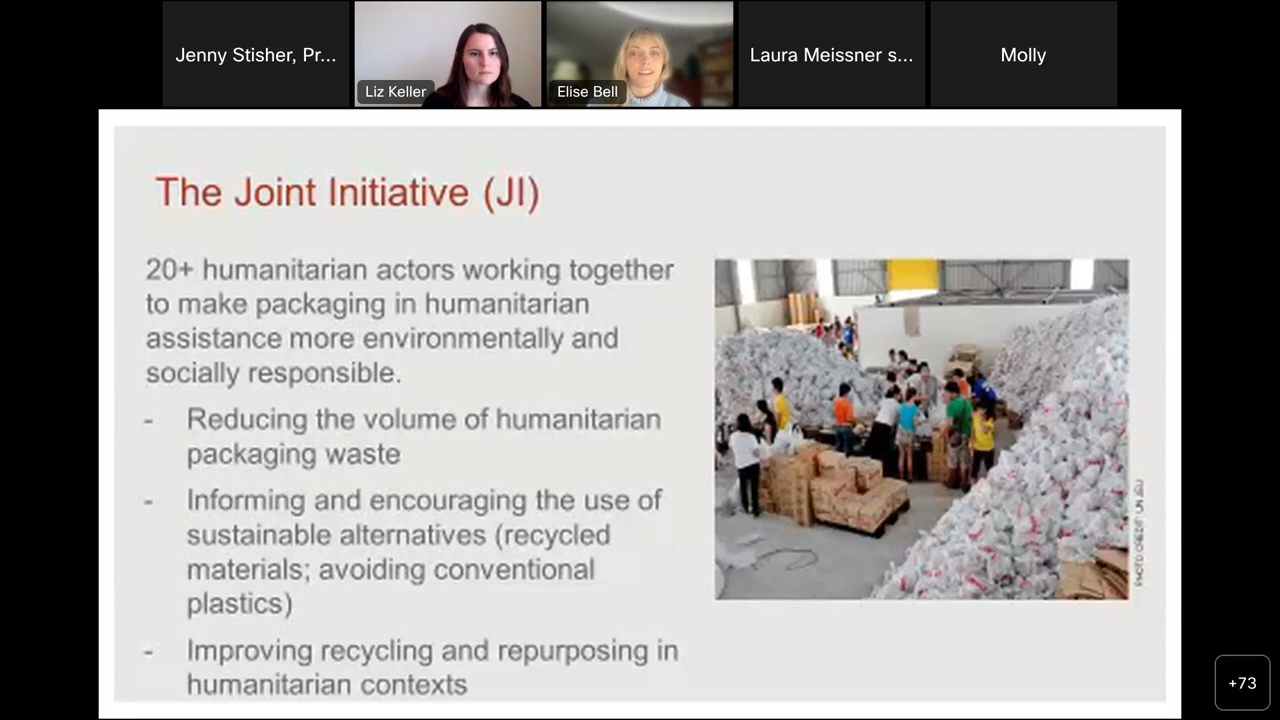 Jenny Stisher, Pr...
Liz Keller
Elise Bell
Laura Meissner s...
Molly
The Joint Initiative (JI)
20+ humanitarian actors working together
to make packaging in humanitarian
assistance more environmentally and
socially responsible.
- Reducing the volume of humanitarian
packaging waste
- Informing and encouraging the use of
sustainable alternatives (recycled
materials; avoiding conventional
plastics)
- Improving recycling and repurposing in
humanitarian contexts
PHOTO CREDIT
+73